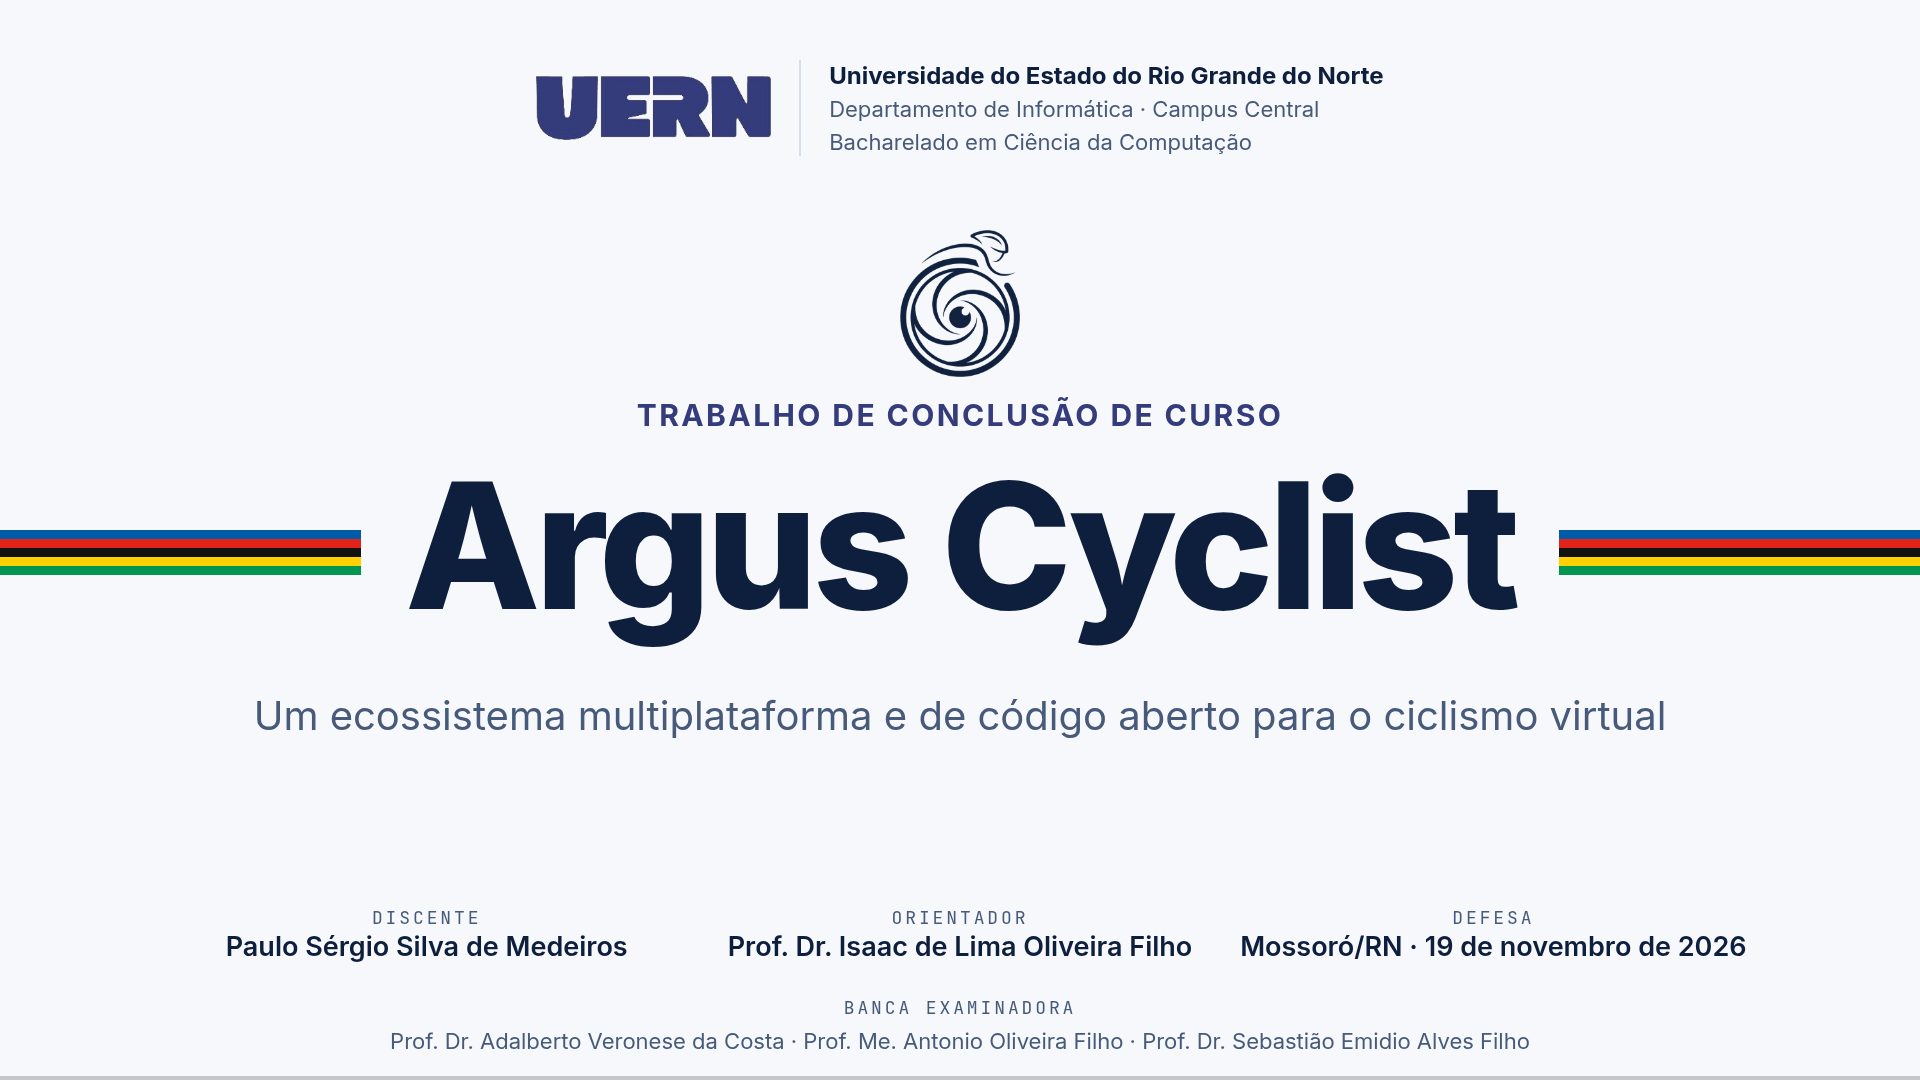 UERN
Universidade do Estado do Rio Grande do Norte
Departamento de Informática · Campus Central
Bacharelado em Ciência da Computação
TRABALHO DE CONCLUSÃO DE CURSO
Argus Cyclist
Um ecossistema multiplataforma e de código aberto para o ciclismo virtual
DISCENTE
Paulo Sérgio Silva de Medeiros
ORIENTADOR
Prof. Dr. Isaac de Lima Oliveira Filho
DEFESA
Mossoró/RN · 19 de novembro de 2026
BANCA EXAMINADORA
Prof. Dr. Adalberto Veronese da Costa · Prof. Me. Antonio Oliveira Filho · Prof. Dr. Sebastião Emidio Alves Filho